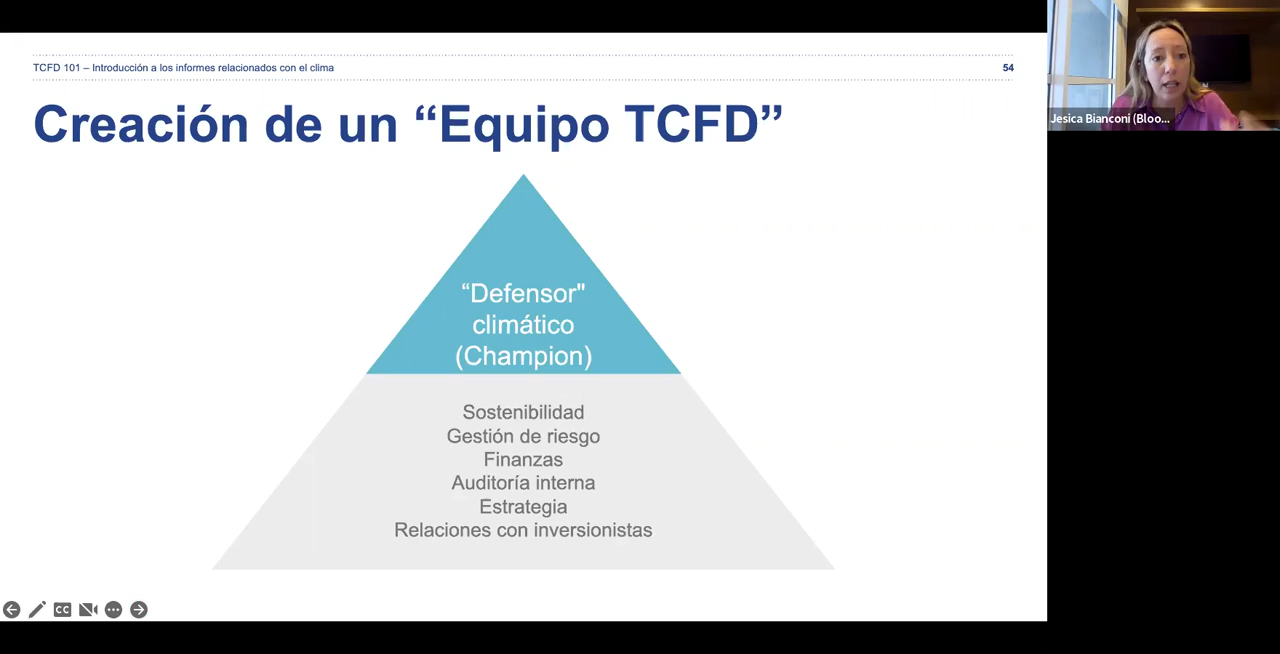 TCFD 101 – Introducción a los informes relacionados con el clima
54
Creación de un “Equipo TCFD”
“Defensor"
climático
(Champion)
Sostenibilidad
Gestión de riesgo
Finanzas
Auditoría interna
Estrategia
Relaciones con inversionistas
CC
Jesica Bianconi (Bloo...